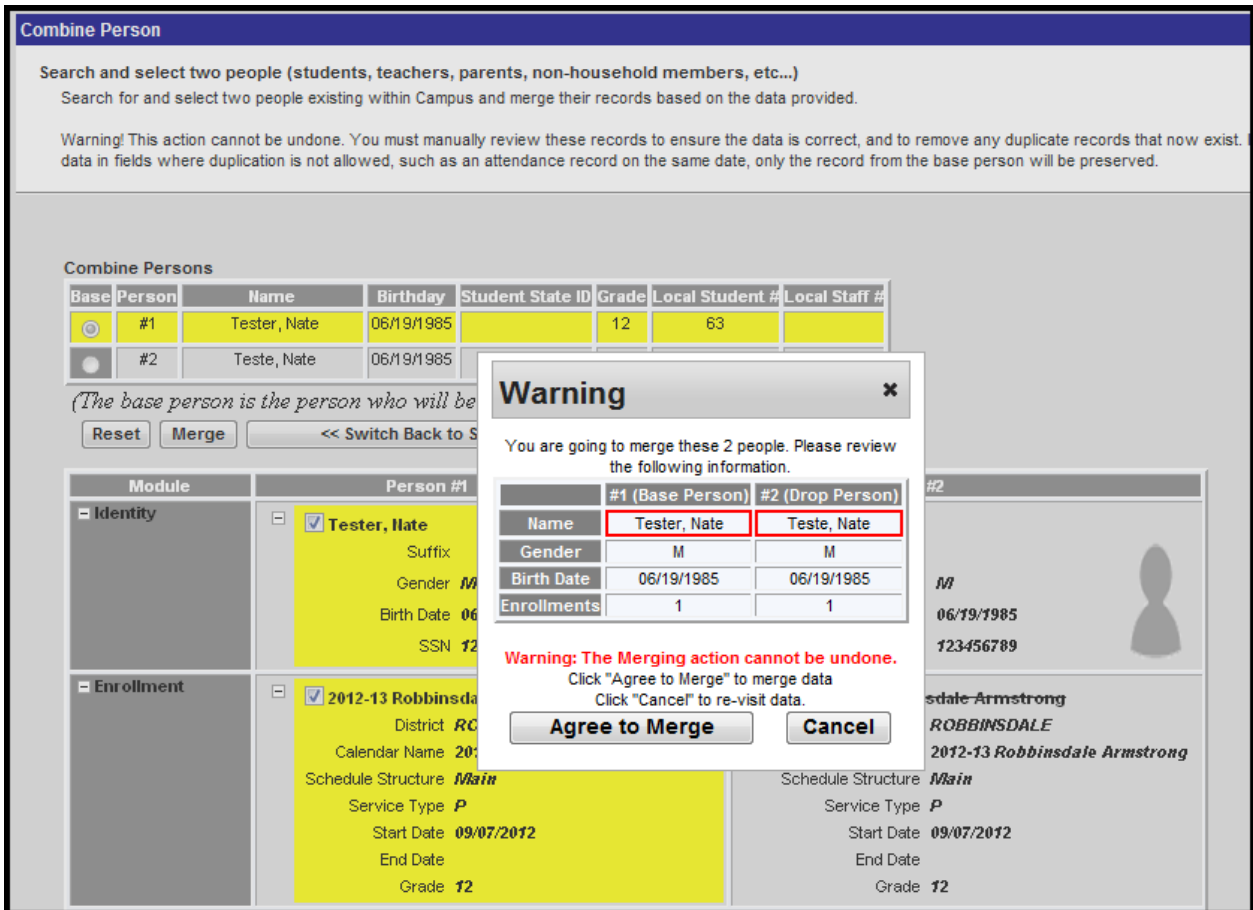 Combine Person
Search and select two people (students, teachers, parents, non-household members, etc...)
Search for and select two people existing within Campus and merge their records based on the data provided.
Warning! This action cannot be undone. You must manually review these records to ensure the data is correct, and to remove any duplicate records that now exist.
data in fields where duplication is not allowed, such as an attendance record on the same date, only the record from the base person will be preserved.
Combine Persons
Base Person Name Birthday Student State ID Grade Local Student # Local Staff #
#1 Tester, Nate 06/19/1985 12 63
#2 Teste, Nate 06/19/1985
(The base person is the person who will be
Reset Merge << Switch Back to S
Warning
You are going to merge these 2 people. Please review
the following information.
#1 (Base Person) #2 (Drop Person)
Name Tester, Nate Teste, Nate
Gender M M
Birth Date 06/19/1985 06/19/1985
Enrollments 1 1
Warning: The Merging action cannot be undone.
Click "Agree to Merge" to merge data
Click "Cancel" to re-visit data.
Agree to Merge Cancel
Module Person #1 #2
Identity Tester, Nate
Suffix
Gender M M
Birth Date 06 06/19/1985
SSN 12 123456789
Enrollment 2012-13 Robbinsda sdale Armstrong
District RO ROBBINSDALE
Calendar Name 201 2012-13 Robbinsdale Armstrong
Schedule Structure Main Schedule Structure Main
Service Type P Service Type P
Start Date 09/07/2012 Start Date 09/07/2012
End Date End Date
Grade 12 Grade 12